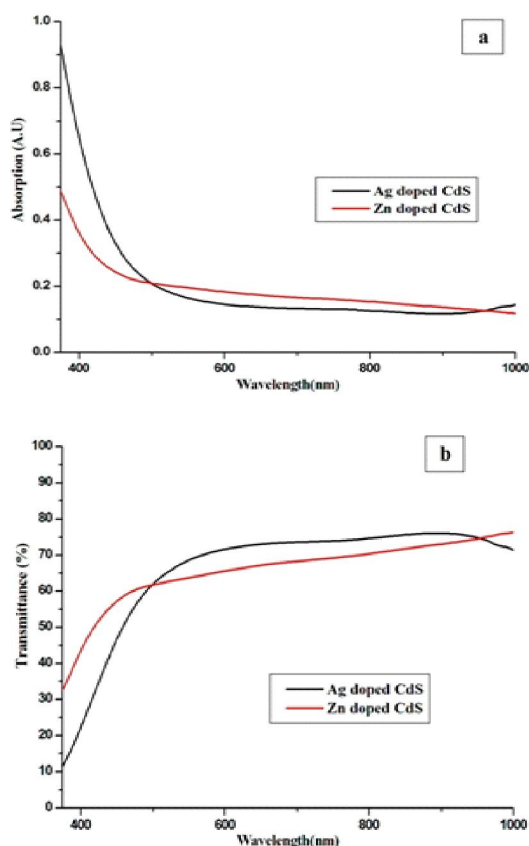 a
1.0
0.8
0.6
0.4
0.2
0.0
Absorption (A.U)
Ag doped CdS
Zn doped CdS
400 600 800 1000
Wavelength(nm)
b
100
90
80
70
60
50
40
30
20
10
0
Transmittance (%)
Ag doped CdS
Zn doped CdS
400 600 800 1000
Wavelength(nm)